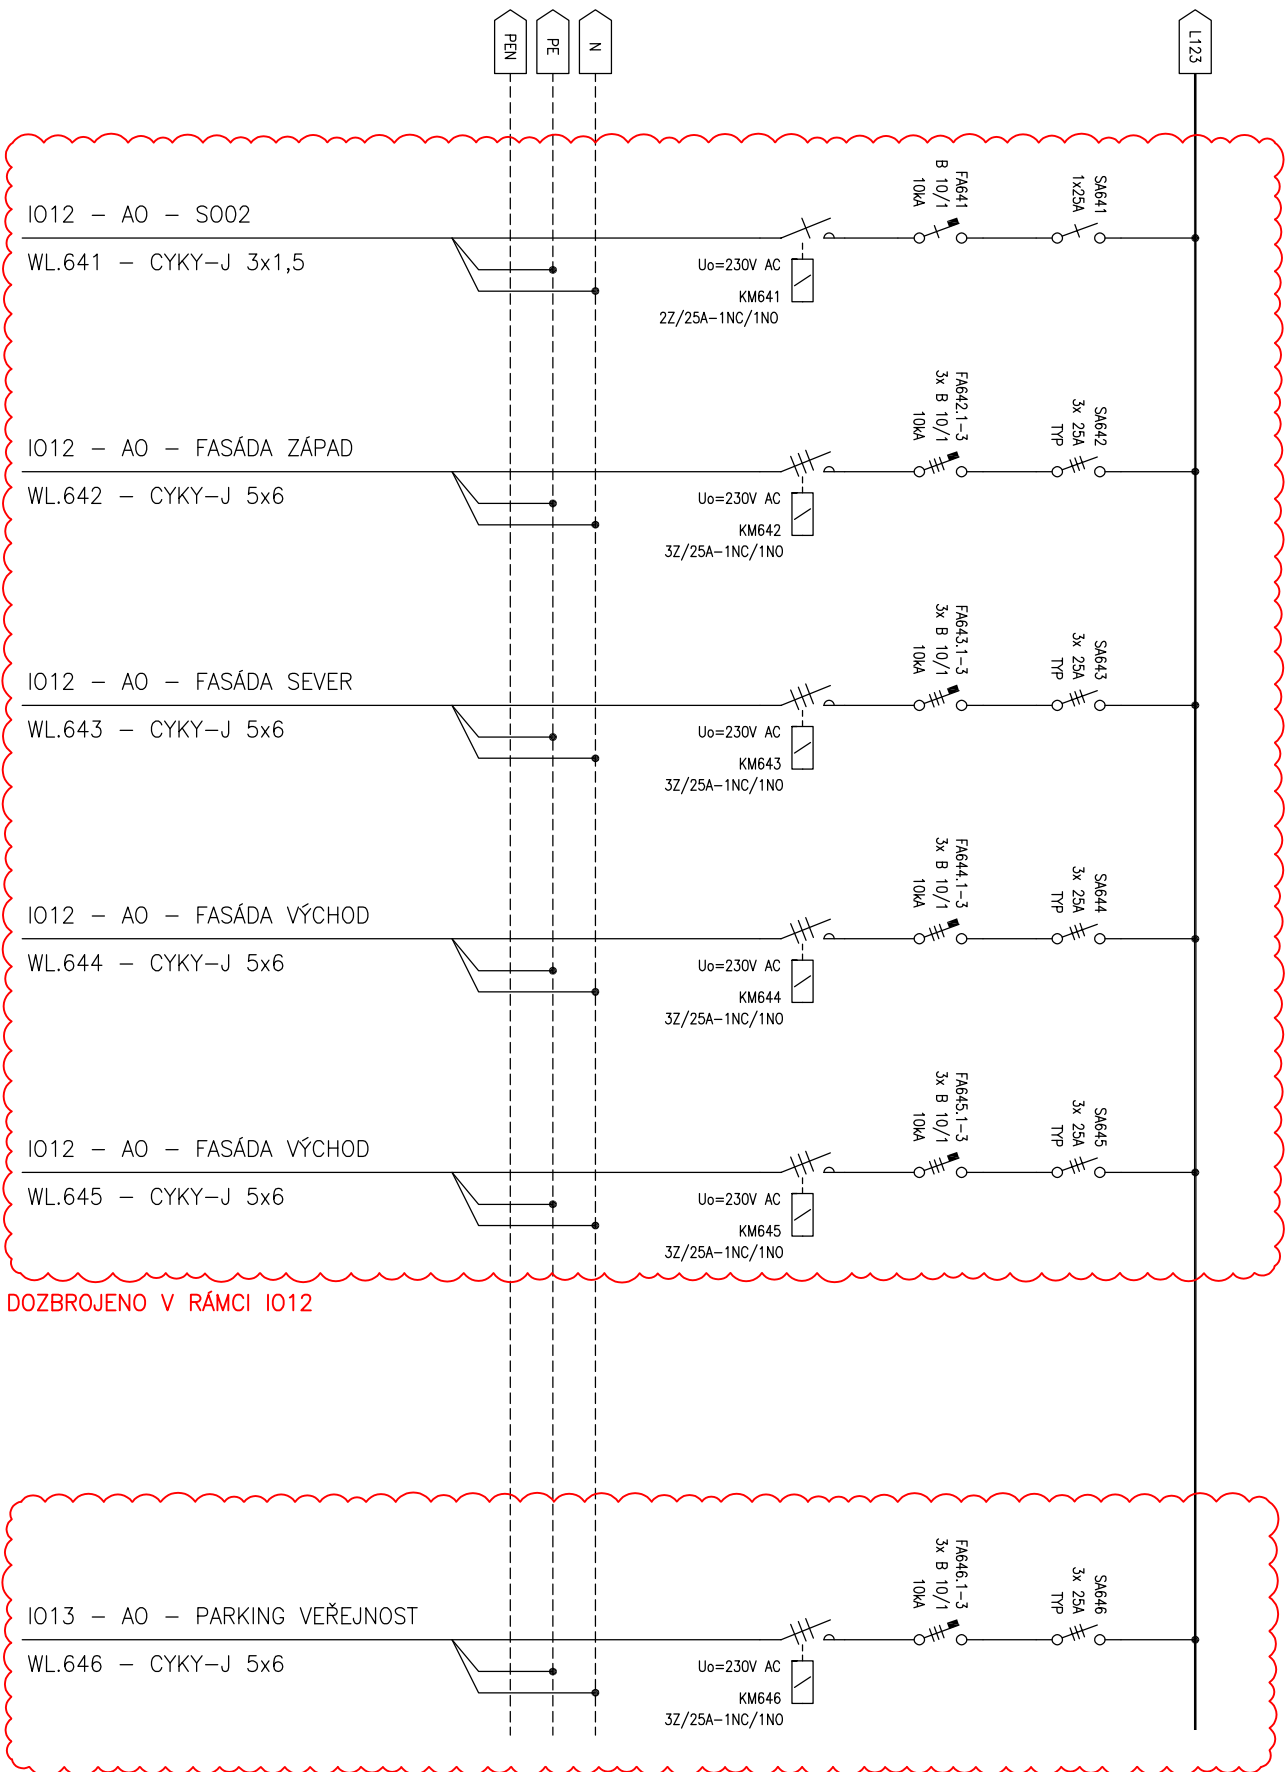 PEN
PE
N
L123
IO12 – AO – SO02
WL.641 – CYKY–J 3x1,5
Uo=230V AC
KM641
2Z/25A–1NC/1NO
FA641
B 10/1
10kA
SA641
1x25A
IO12 – AO – FASÁDA ZÁPAD
WL.642 – CYKY–J 5x6
Uo=230V AC
KM642
3Z/25A–1NC/1NO
FA642.1–3
3x B 10/1
10kA
SA642
3x 25A
TYP
IO12 – AO – FASÁDA SEVER
WL.643 – CYKY–J 5x6
Uo=230V AC
KM643
3Z/25A–1NC/1NO
FA643.1–3
3x B 10/1
10kA
SA643
3x 25A
TYP
IO12 – AO – FASÁDA VÝCHOD
WL.644 – CYKY–J 5x6
Uo=230V AC
KM644
3Z/25A–1NC/1NO
FA644.1–3
3x B 10/1
10kA
SA644
3x 25A
TYP
IO12 – AO – FASÁDA VÝCHOD
WL.645 – CYKY–J 5x6
Uo=230V AC
KM645
3Z/25A–1NC/1NO
FA645.1–3
3x B 10/1
10kA
SA645
3x 25A
TYP
DOZBROJENO V RÁMCI IO12
IO13 – AO – PARKING VEŘEJNOST
WL.646 – CYKY–J 5x6
Uo=230V AC
KM646
3Z/25A–1NC/1NO
FA646.1–3
3x B 10/1
10kA
SA646
3x 25A
TYP